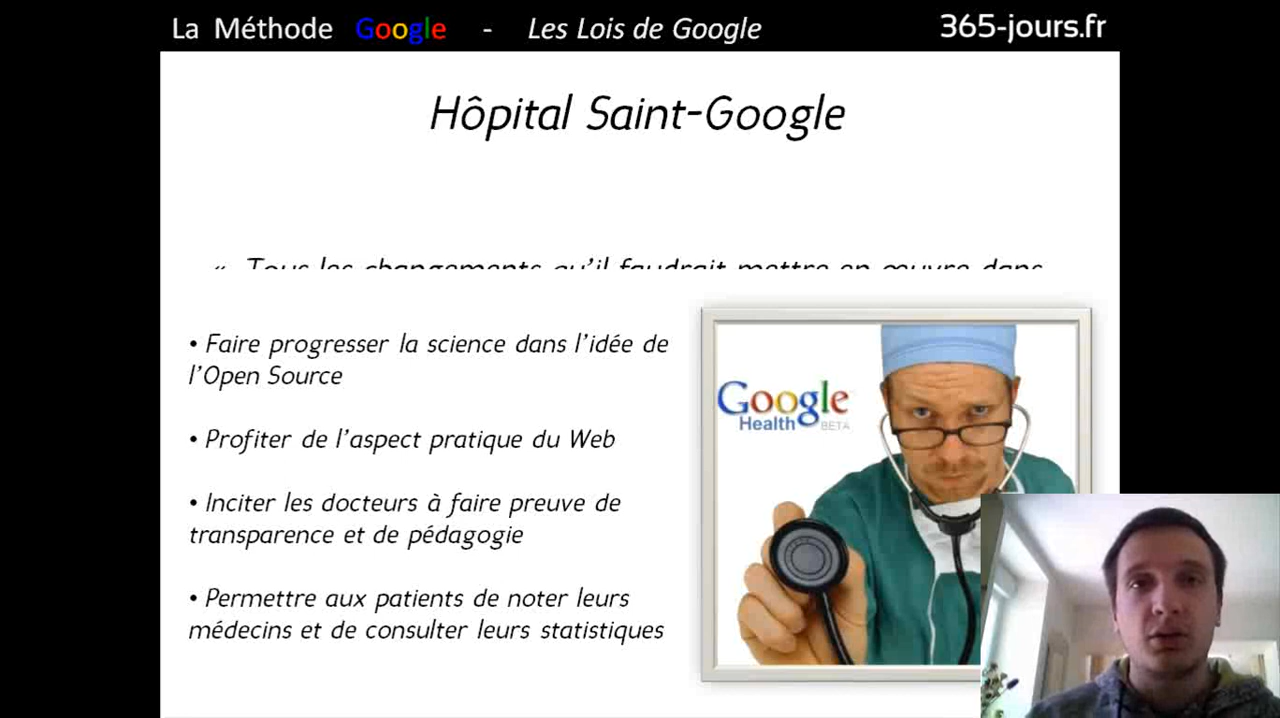 La Méthode Google - Les Lois de Google
365-jours.fr
Hôpital Saint-Google
« Tous les changements qu'il faudrait mettre en œuvre dans
• Faire progresser la science dans l'idée de
l'Open Source
• Profiter de l'aspect pratique du Web
• Inciter les docteurs à faire preuve de
transparence et de pédagogie
• Permettre aux patients de noter leurs
médecins et de consulter leurs statistiques
Google
Health BETA